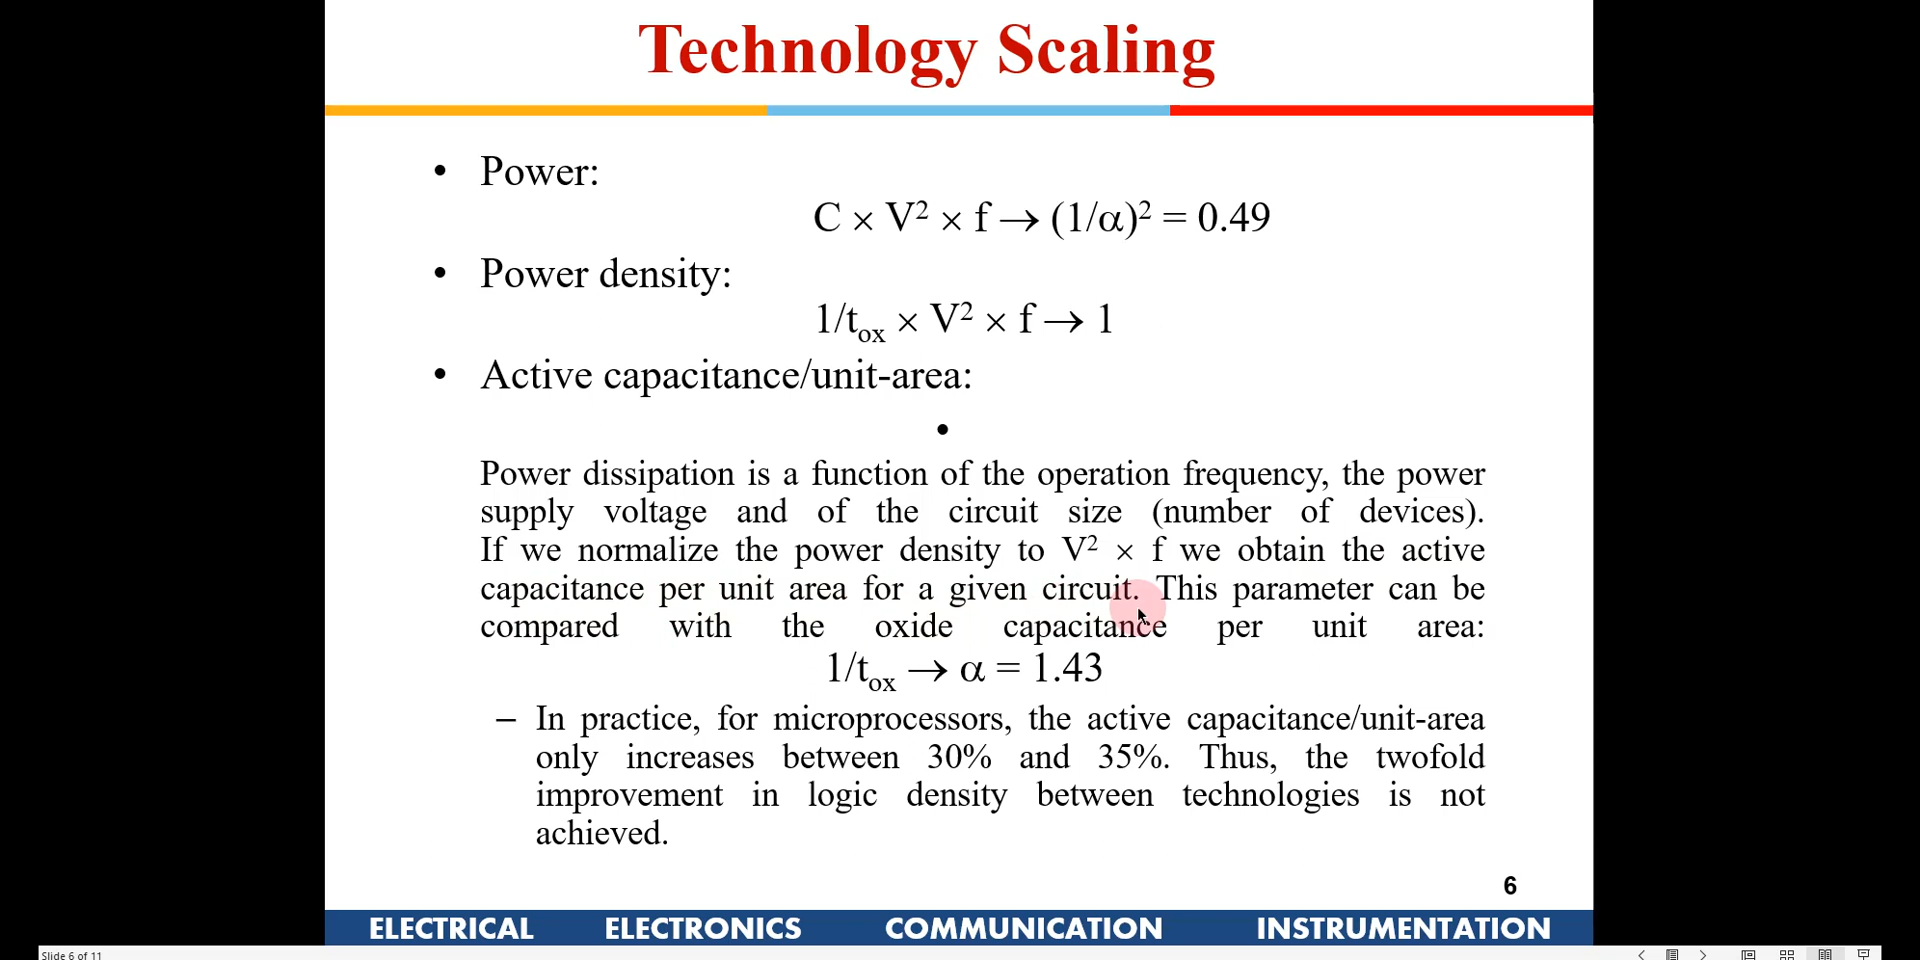 Technology Scaling
• Power:
C × V² × f → (1/α)² = 0.49
• Power density:
1/tox × V² × f → 1
• Active capacitance/unit-area:
•
Power dissipation is a function of the operation frequency, the power
supply voltage and of the circuit size (number of devices).
If we normalize the power density to V² × f we obtain the active
capacitance per unit area for a given circuit. This parameter can be
compared with the oxide capacitance per unit area:
1/tox → α = 1.43
– In practice, for microprocessors, the active capacitance/unit-area
only increases between 30% and 35%. Thus, the twofold
improvement in logic density between technologies is not
achieved.
6
ELECTRICAL ELECTRONICS COMMUNICATION INSTRUMENTATION
Slide 6 of 11